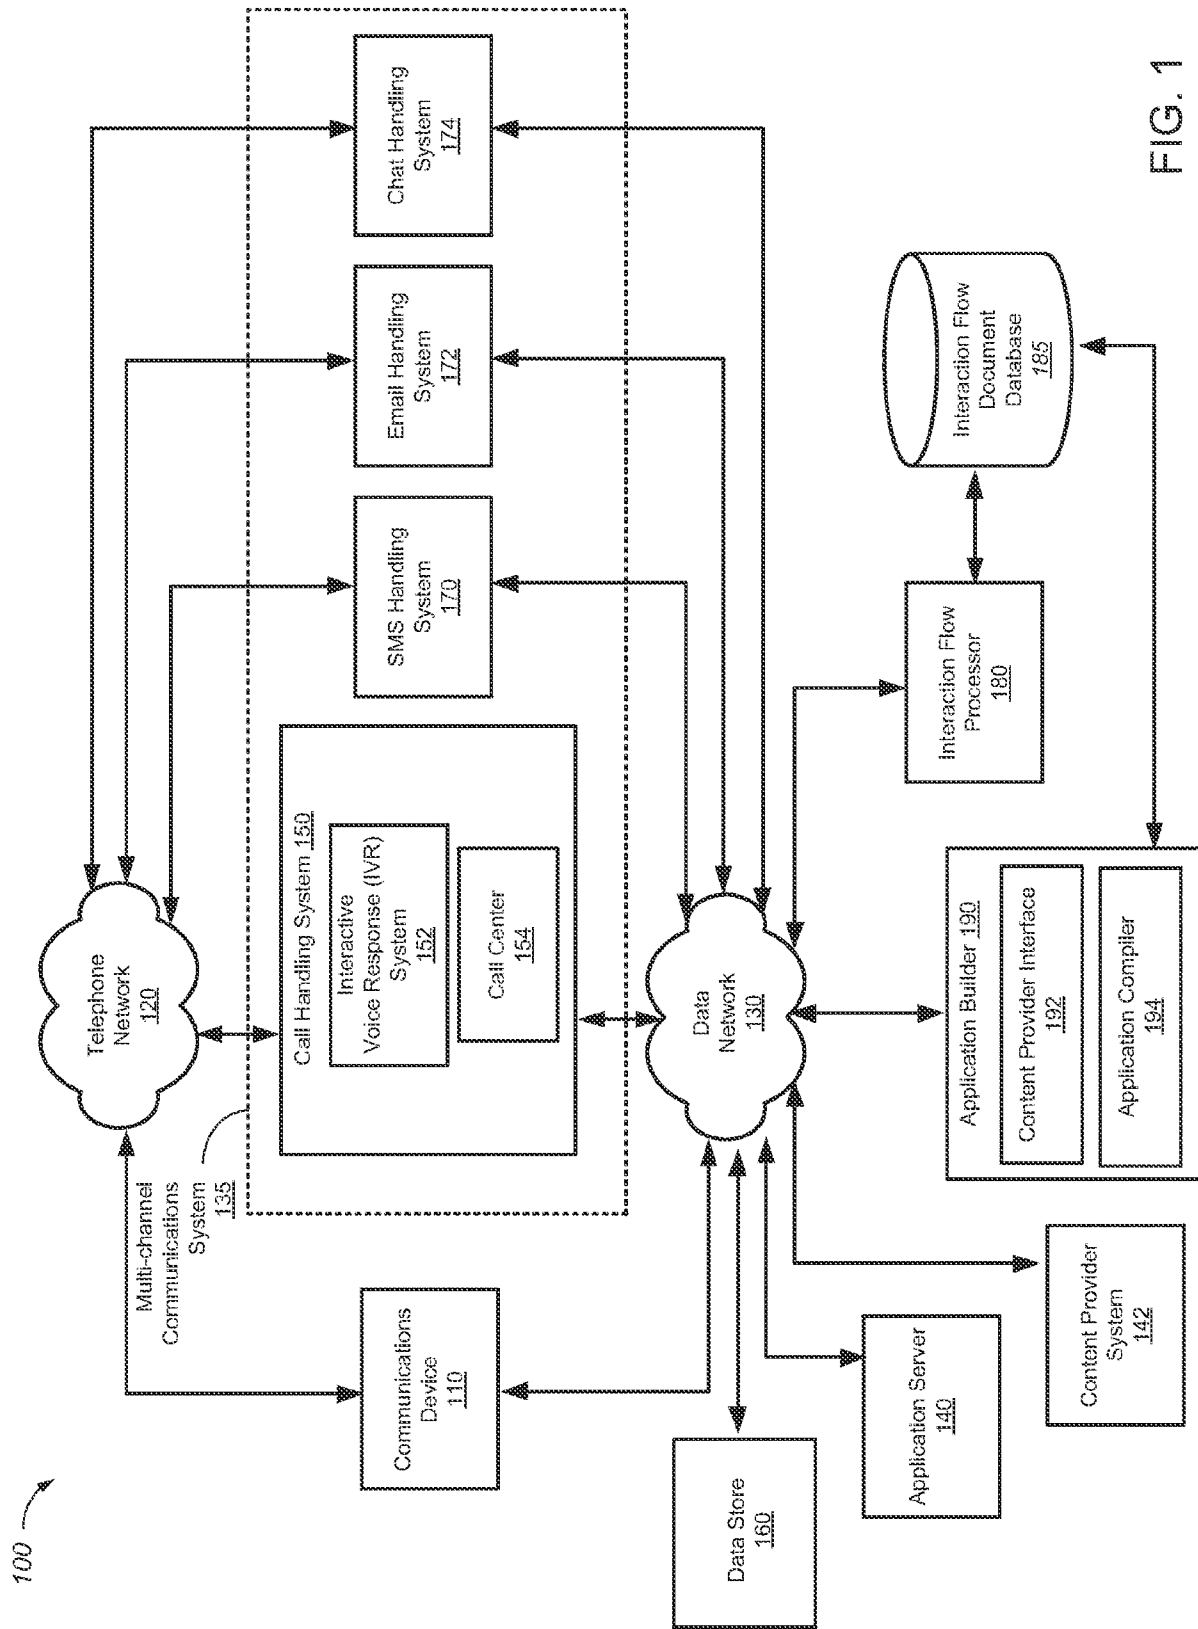 100
Telephone
Network
120
Multi-channel
Communications
System 135
Call Handling System 150
Interactive
Voice Response (IVR)
System
152
Call Center
154
SMS Handling
System
170
Email Handling
System
172
Chat Handling
System
174
Communications
Device
110
Data
Network
130
Data Store
160
Application Server
140
Content Provider
System
142
Application Builder 190
Content Provider Interface
192
Application Compiler
194
Interaction Flow
Processor
180
Interaction Flow
Document
Database
185
FIG. 1